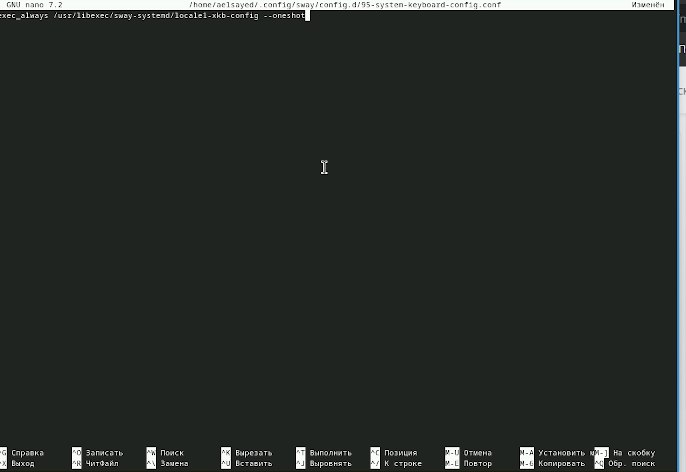 GNU nano 7.2 /home/aelsayed/.config/sway/config.d/95-system-keyboard-config.conf Изменён
exec_always /usr/libexec/sway-systemd/locale1-xkb-config --oneshot
^G Справка ^O Записать ^W Поиск ^K Вырезать ^T Выполнить ^C Позиция M-U Отмена M-A Установить M-] На скобку
^X Выход ^R ЧитФайл ^\ Замена ^U Вставить ^J Выровнять ^/ К строке M-E Повтор M-6 Копировать ^Q Обр. поиск